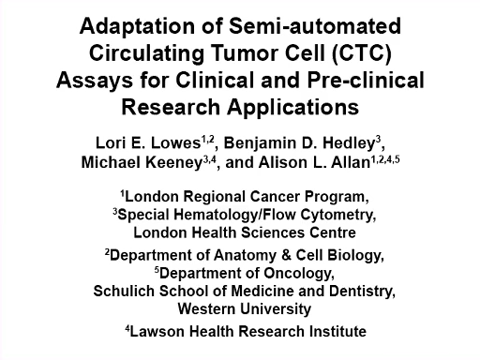 Adaptation of Semi-automated
Circulating Tumor Cell (CTC)
Assays for Clinical and Pre-clinical
Research Applications
Lori E. Lowes1,2, Benjamin D. Hedley3,
Michael Keeney3,4, and Alison L. Allan1,2,4,5
1London Regional Cancer Program,
3Special Hematology/Flow Cytometry,
London Health Sciences Centre
2Department of Anatomy & Cell Biology,
5Department of Oncology,
Schulich School of Medicine and Dentistry,
Western University
4Lawson Health Research Institute